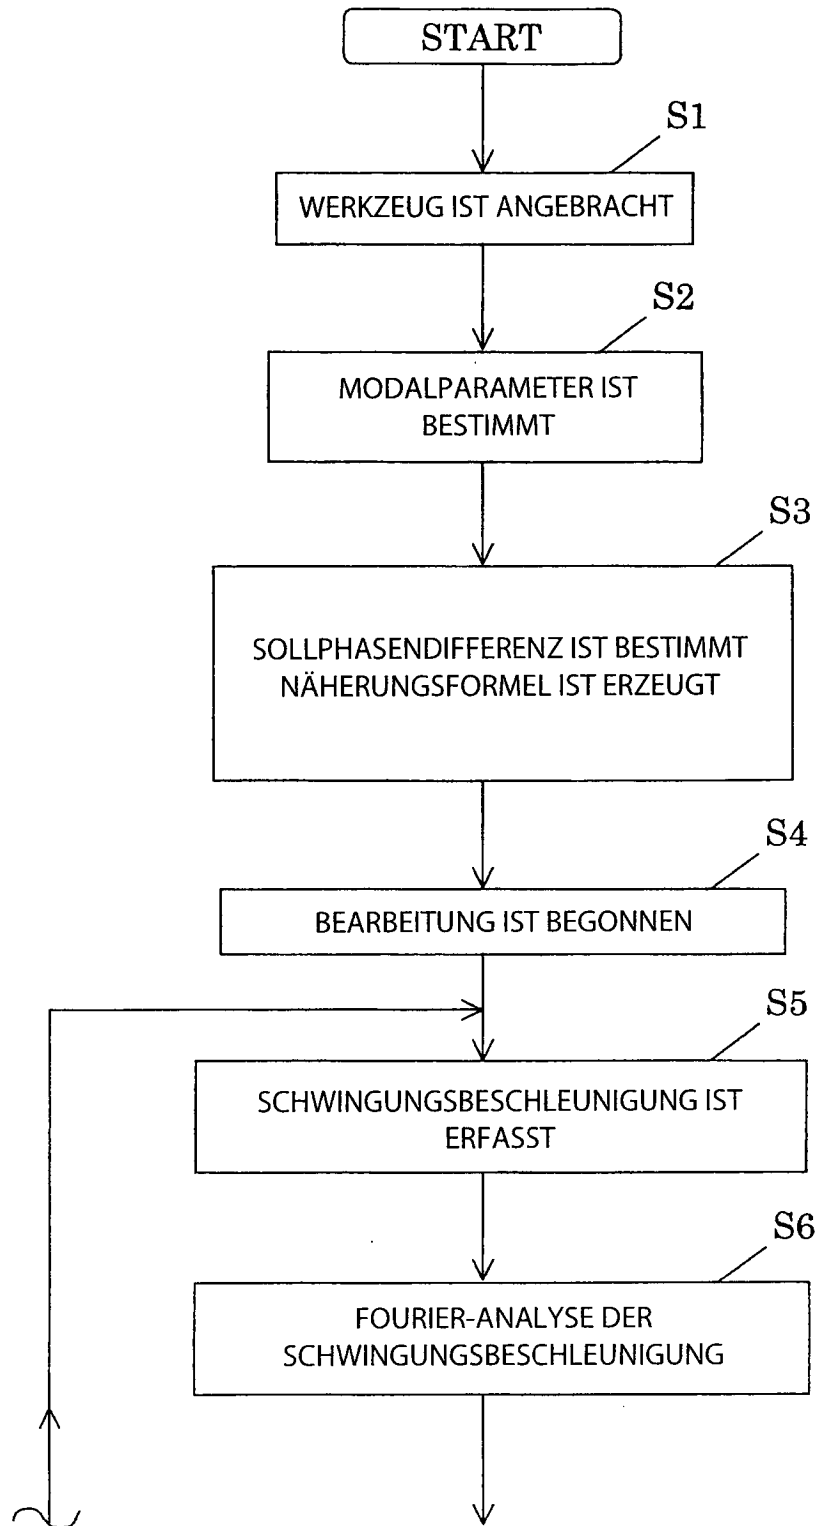 START
S1
WERKZEUG IST ANGEBRACHT
S2
MODALPARAMETER IST
BESTIMMT
S3
SOLLPHASENDIFFERENZ IST BESTIMMT
NÄHERUNGSFORMEL IST ERZEUGT
S4
BEARBEITUNG IST BEGONNEN
S5
SCHWINGUNGSBESCHLEUNIGUNG IST
ERFASST
S6
FOURIER-ANALYSE DER
SCHWINGUNGSBESCHLEUNIGUNG